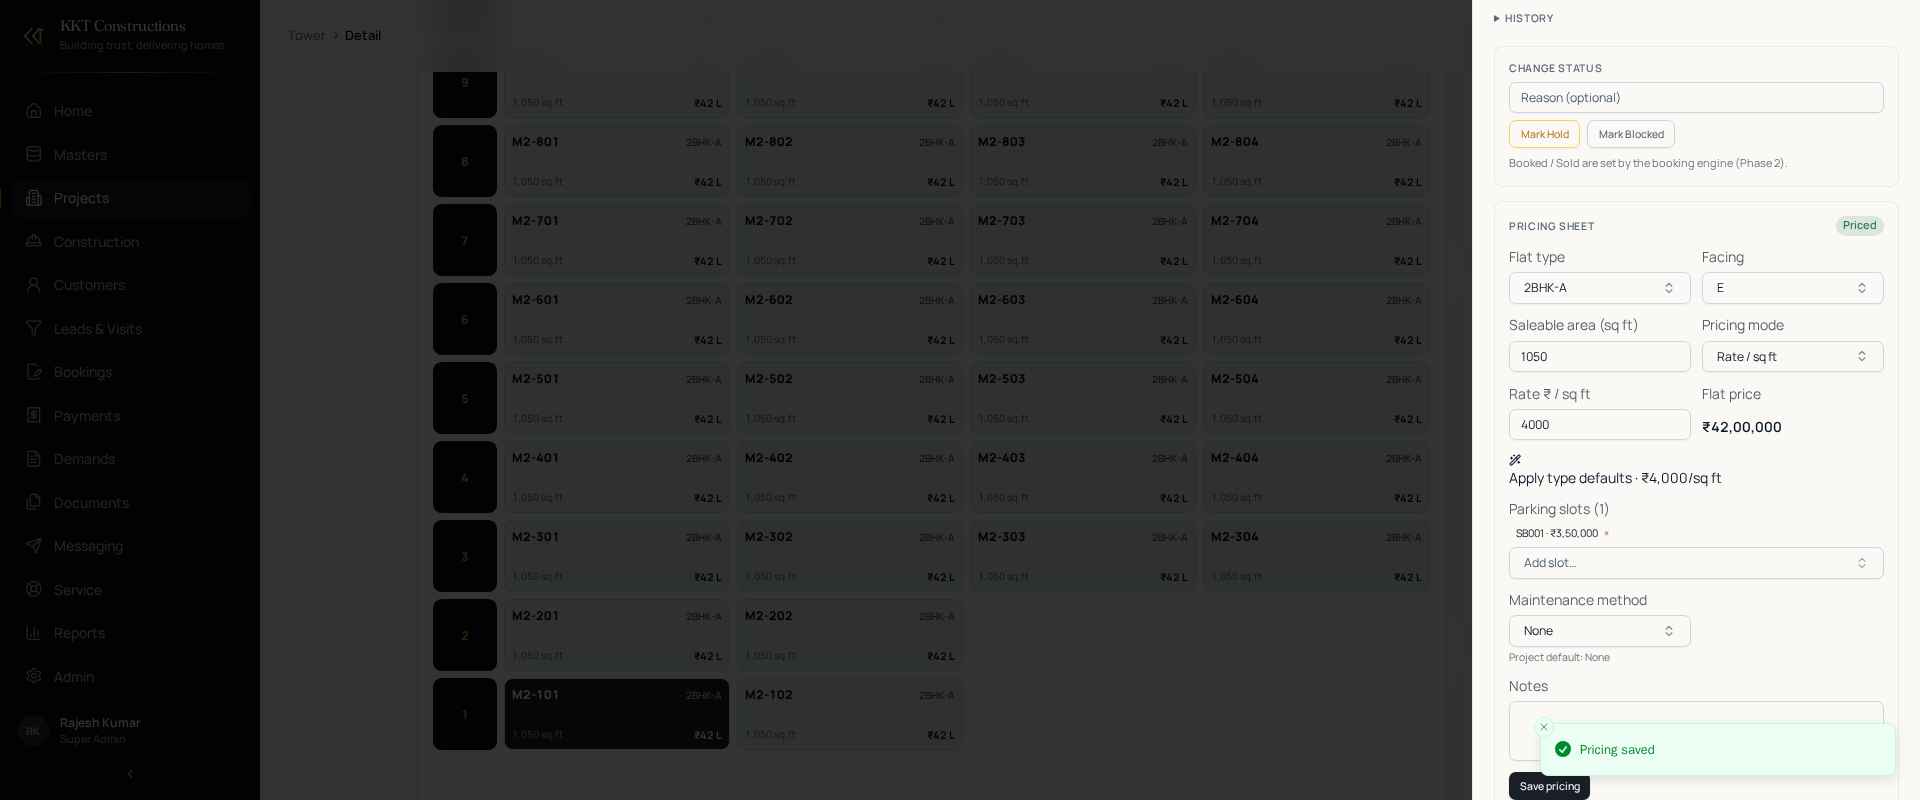 KKT Constructions
Building trust, delivering homes
Home
Masters
Projects
Construction
Customers
Leads & Visits
Bookings
Payments
Demands
Documents
Messaging
Service
Reports
Admin
RK
Rajesh Kumar
Super Admin
Tower > Detail
9
1,050 sq.ft ₹42 L 1,050 sq.ft ₹42 L 1,050 sq.ft ₹42 L 1,050 sq.ft ₹42 L
8
M2-801 2BHK-A M2-802 2BHK-A M2-803 2BHK-A M2-804 2BHK-A
1,050 sq.ft ₹42 L 1,050 sq.ft ₹42 L 1,050 sq.ft ₹42 L 1,050 sq.ft ₹42 L
7
M2-701 2BHK-A M2-702 2BHK-A M2-703 2BHK-A M2-704 2BHK-A
1,050 sq.ft ₹42 L 1,050 sq.ft ₹42 L 1,050 sq.ft ₹42 L 1,050 sq.ft ₹42 L
6
M2-601 2BHK-A M2-602 2BHK-A M2-603 2BHK-A M2-604 2BHK-A
1,050 sq.ft ₹42 L 1,050 sq.ft ₹42 L 1,050 sq.ft ₹42 L 1,050 sq.ft ₹42 L
5
M2-501 2BHK-A M2-502 2BHK-A M2-503 2BHK-A M2-504 2BHK-A
1,050 sq.ft ₹42 L 1,050 sq.ft ₹42 L 1,050 sq.ft ₹42 L 1,050 sq.ft ₹42 L
4
M2-401 2BHK-A M2-402 2BHK-A M2-403 2BHK-A M2-404 2BHK-A
1,050 sq.ft ₹42 L 1,050 sq.ft ₹42 L 1,050 sq.ft ₹42 L 1,050 sq.ft ₹42 L
3
M2-301 2BHK-A M2-302 2BHK-A M2-303 2BHK-A M2-304 2BHK-A
1,050 sq.ft ₹42 L 1,050 sq.ft ₹42 L 1,050 sq.ft ₹42 L 1,050 sq.ft ₹42 L
2
M2-201 2BHK-A M2-202 2BHK-A
1,050 sq.ft ₹42 L 1,050 sq.ft ₹42 L
1
M2-101 2BHK-A M2-102 2BHK-A
1,050 sq.ft ₹42 L 1,050 sq.ft ₹42 L
HISTORY
CHANGE STATUS
Reason (optional)
Mark Hold Mark Blocked
Booked / Sold are set by the booking engine (Phase 2).
PRICING SHEET Priced
Flat type Facing
2BHK-A E
Saleable area (sq ft) Pricing mode
1050 Rate / sq ft
Rate ₹ / sq ft Flat price
4000 ₹42,00,000
Apply type defaults · ₹4,000/sq ft
Parking slots (1)
SB001 · ₹3,50,000 ×
Add slot…
Maintenance method
None
Project default: None
Notes
Pricing saved
Save pricing